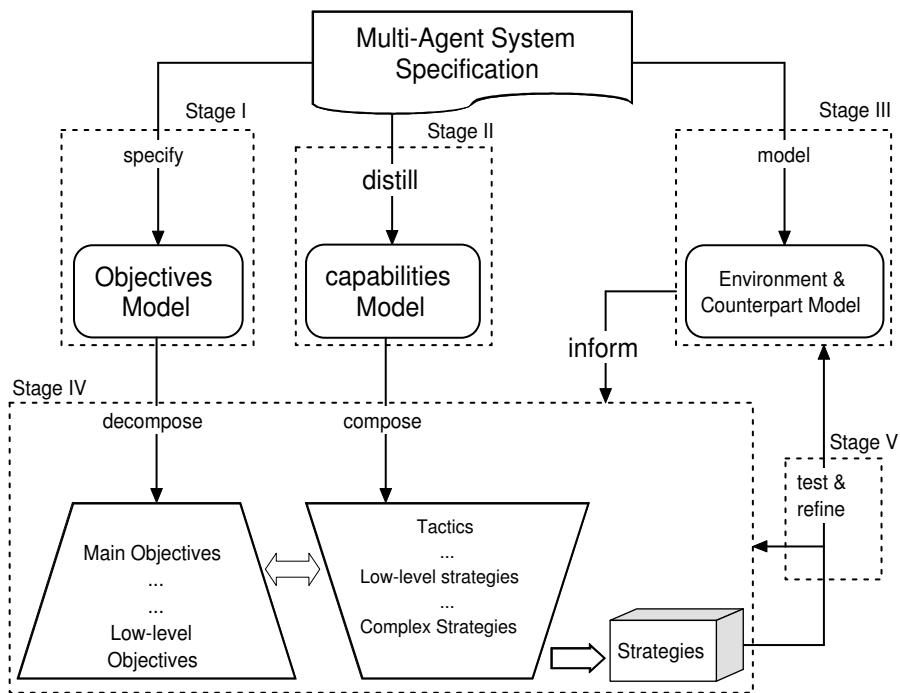 Multi-Agent System
Specification
Stage I
Stage II
Stage III
specify
distill
model
Objectives
Model
capabilities
Model
Environment &
Counterpart Model
inform
Stage IV
decompose
compose
Stage V
test &
refine
Main Objectives
...
...
Low-level
Objectives
Tactics
...
Low-level strategies
...
Complex Strategies
Strategies